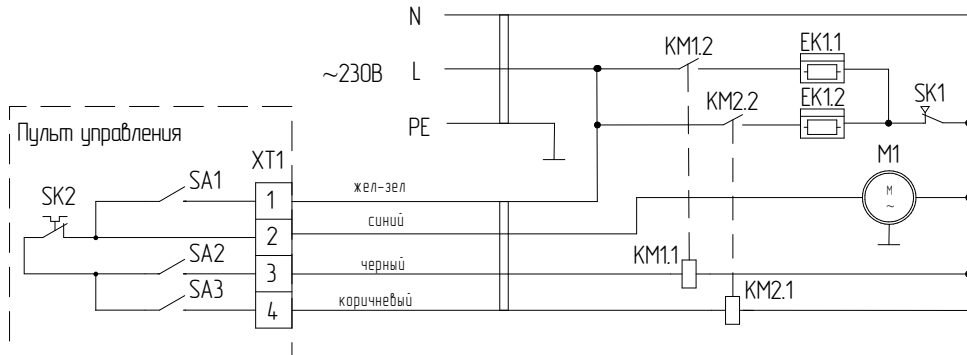 N
KM1.2
EK1.1
~230В L
KM2.2
EK1.2
SK1
Пульт управления
PE
M1
XT1
SK2
SA1
1
жел-зел
M
~
2
синий
SA2
3
черный
KM1.1
SA3
4
коричневый
KM2.1